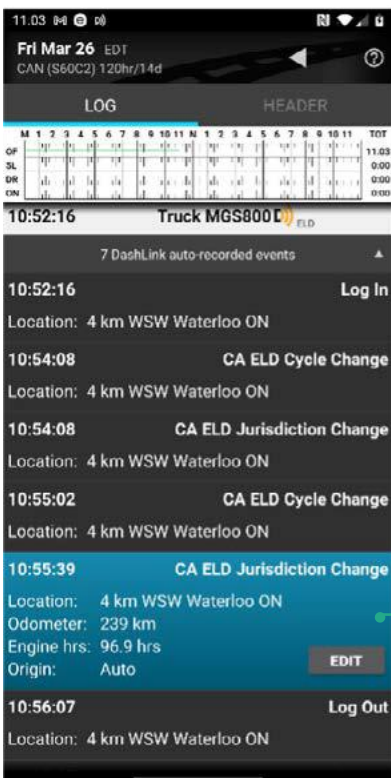 11.03
Fri Mar 26 EDT
CAN (S60C2) 120hr/14d
LOG HEADER
M 1 2 3 4 5 6 7 8 9 10 11 N 1 2 3 4 5 6 7 8 9 10 11 TOT
OF 11.03
SL 0:00
DR 0:00
ON 0:00
10:52:16 Truck MGS800D ELD
7 DashLink auto-recorded events
10:52:16 Log In
Location: 4 km WSW Waterloo ON
10:54:08 CA ELD Cycle Change
Location: 4 km WSW Waterloo ON
10:54:08 CA ELD Jurisdiction Change
Location: 4 km WSW Waterloo ON
10:55:02 CA ELD Cycle Change
Location: 4 km WSW Waterloo ON
10:55:39 CA ELD Jurisdiction Change
Location: 4 km WSW Waterloo ON
Odometer: 239 km
Engine hrs: 96.9 hrs
Origin: Auto
EDIT
10:56:07 Log Out
Location: 4 km WSW Waterloo ON